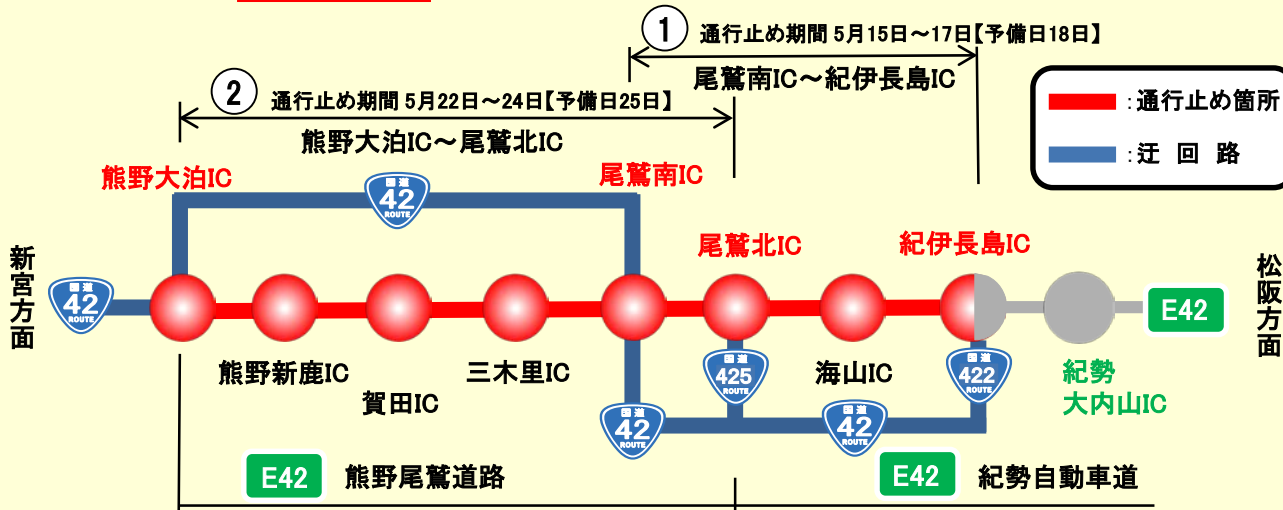 ① 通行止め期間 5月15日～17日【予備日18日】
尾鷲南IC～紀伊長島IC
② 通行止め期間 5月22日～24日【予備日25日】
熊野大泊IC～尾鷲北IC
：通行止め箇所
：迂 回 路
熊野大泊IC
国道
42
ROUTE
尾鷲南IC
尾鷲北IC
紀伊長島IC
新宮方面
国道
42
ROUTE
E42
松阪方面
熊野新鹿IC
賀田IC
三木里IC
国道
425
ROUTE
海山IC
国道
422
ROUTE
紀勢
大内山IC
国道
42
ROUTE
国道
42
ROUTE
E42 熊野尾鷲道路
E42 紀勢自動車道